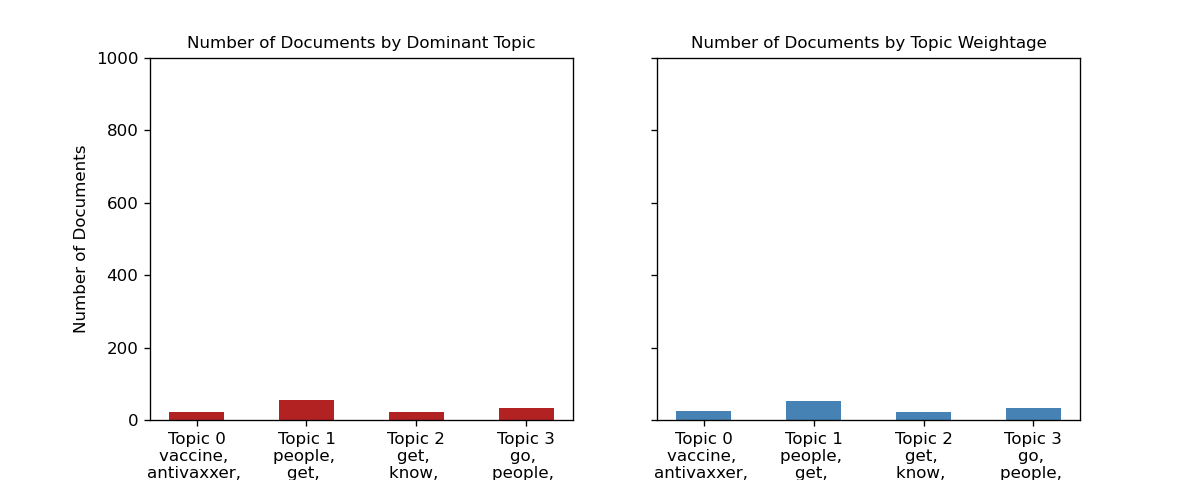 Number of Documents by Dominant Topic
Number of Documents
1000
800
600
400
200
0
Topic 0
vaccine,
antivaxxer,
Topic 1
people,
get,
Topic 2
get,
know,
Topic 3
go,
people,
Number of Documents by Topic Weightage
Topic 0
vaccine,
antivaxxer,
Topic 1
people,
get,
Topic 2
get,
know,
Topic 3
go,
people,